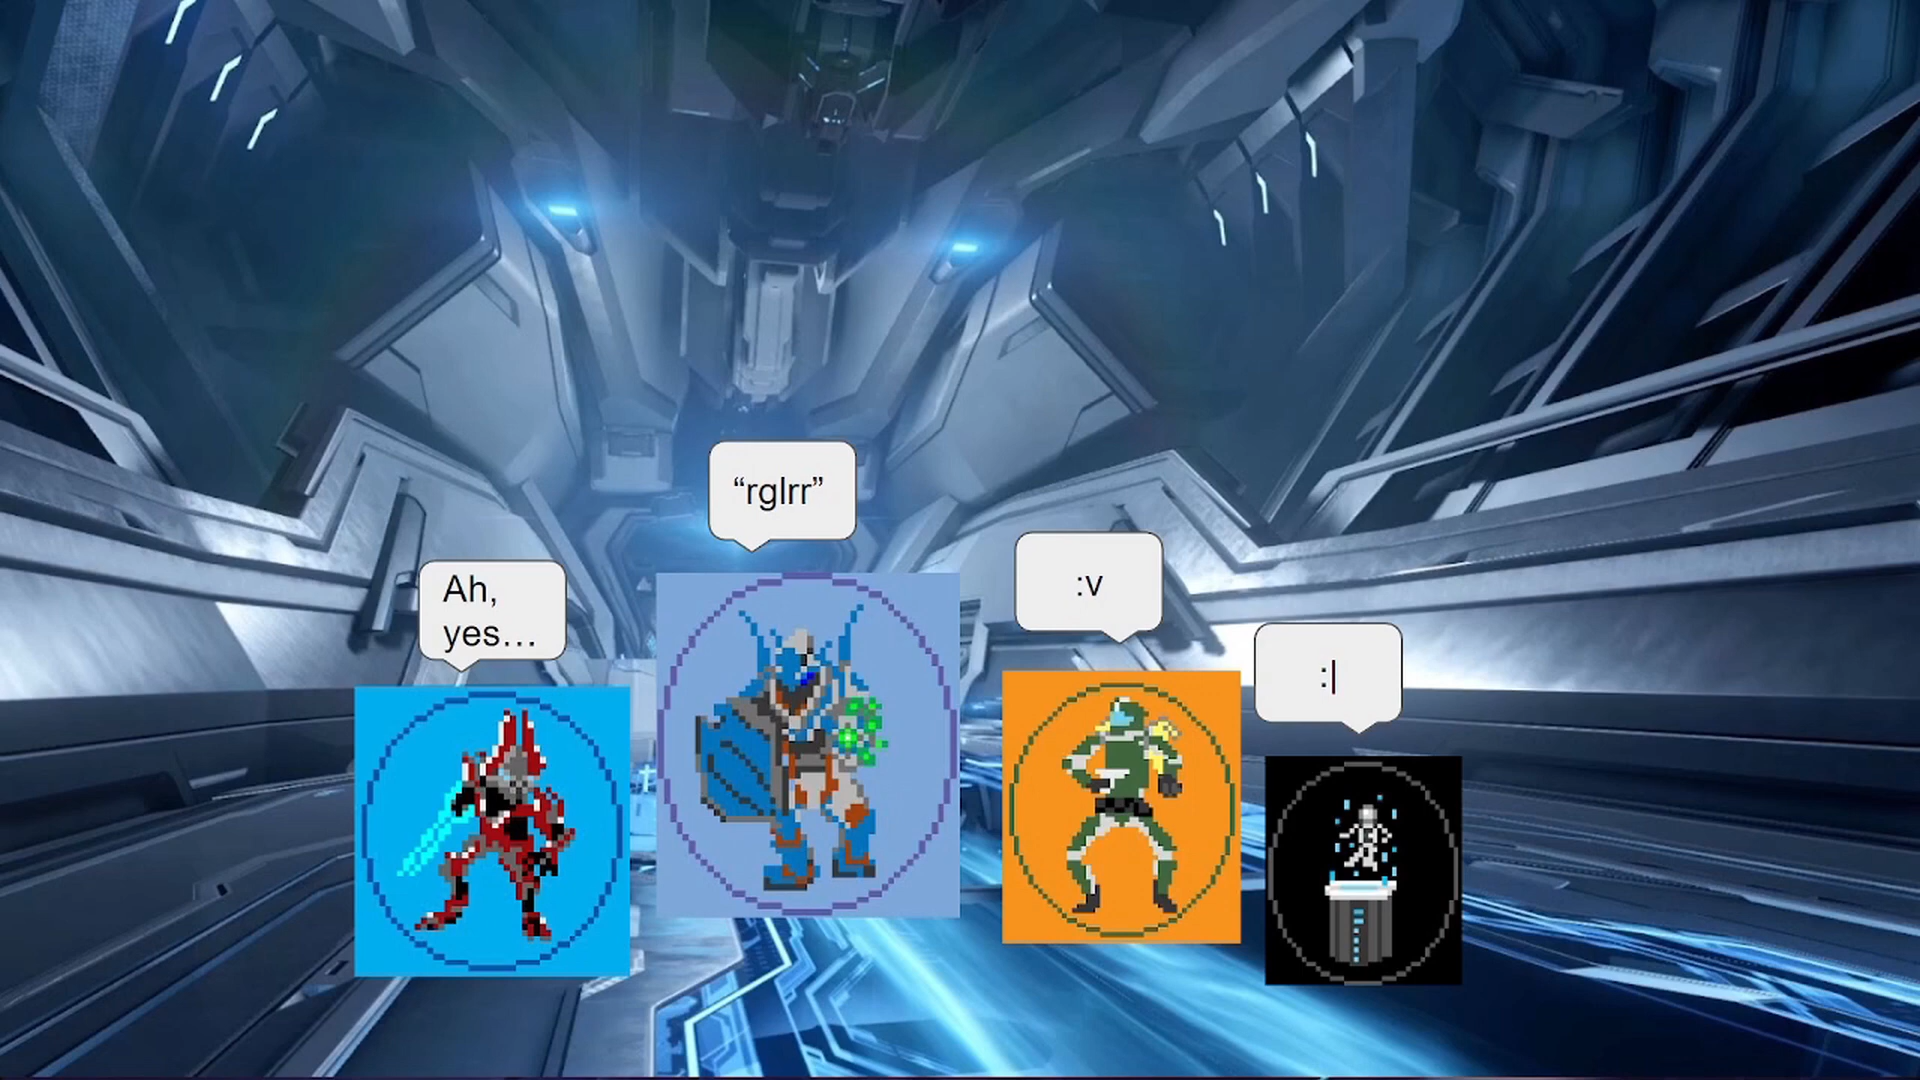 Ah,
yes…
“rglrr”
:v
:|